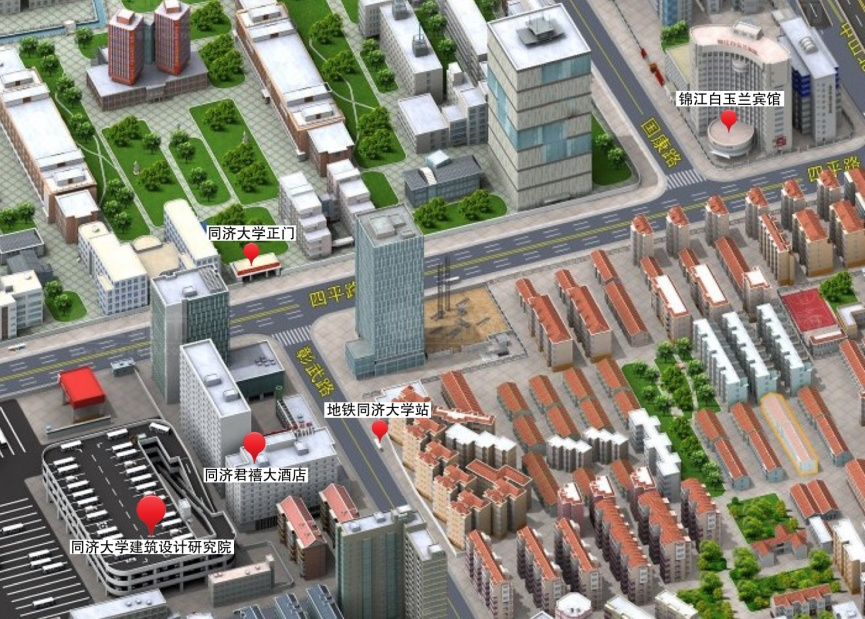 锦江白玉兰宾馆
国康路
四平路
同济大学正门
四平路
彰武路
地铁同济大学站
同济君禧大酒店
同济大学建筑设计研究院